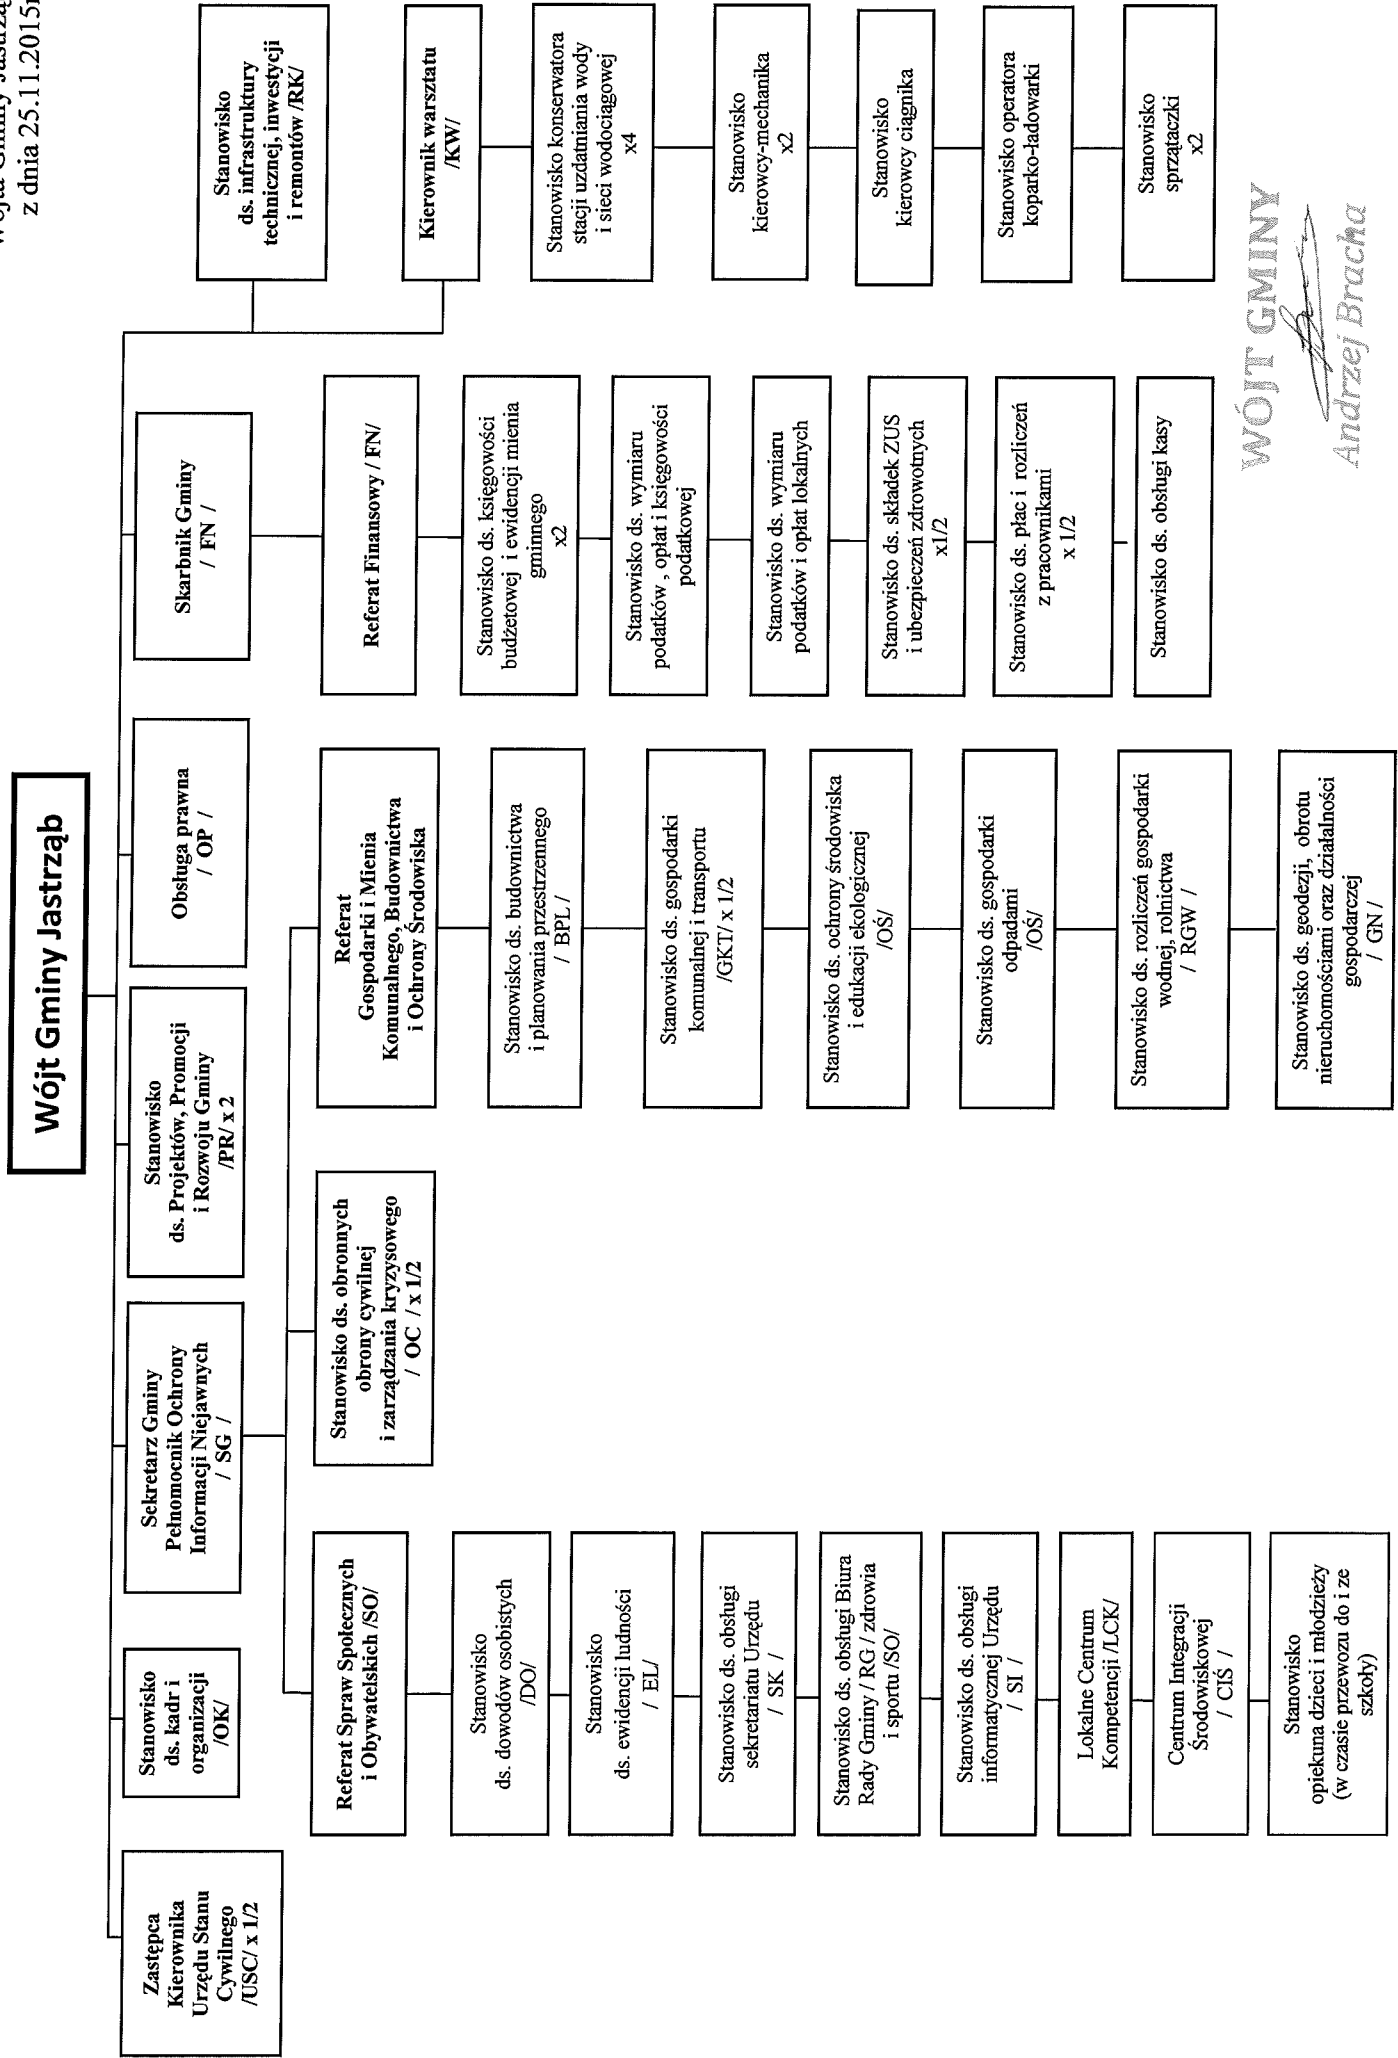 Wójta Gminy
z dnia 25.11.2015r
Wójt Gminy Jastrząb
Zastępca
Kierownika
Urzędu Stanu
Cywilnego
/USC/ x 1/2
Stanowisko
ds. kadr i
organizacji
/OK/
Sekretarz Gminy
Pełnomocnik Ochrony
Informacji Niejawnych
/ SG /
Stanowisko
ds. Projektów, Promocji
i Rozwoju Gminy
/PR/ x 2
Obsługa prawna
/ OP /
Skarbnik Gminy
/ FN /
Stanowisko
ds. infrastruktury
technicznej, inwestycji
i remontów /RK/
Referat Spraw Społecznych
i Obywatelskich /SO/
Stanowisko
ds. dowodów osobistych
/DO/
Stanowisko
ds. ewidencji ludności
/ EL/
Stanowisko ds. obsługi
sekretariatu Urzędu
/ SK /
Stanowisko ds. obsługi Biura
Rady Gminy / RG / zdrowia
i sportu /SO/
Stanowisko ds. obsługi
informatycznej Urzędu
/ SI /
Lokalne Centrum
Kompetencji /LCK/
Centrum Integracji
Środowiskowej
/ CIŚ /
Stanowisko
opiekuna dzieci i młodzieży
(w czasie przewozu do i ze
szkoły)
Stanowisko ds. obronnych
obrony cywilnej
i zarządzania kryzysowego
/ OC / x 1/2
Referat
Gospodarki i Mienia
Komunalnego, Budownictwa
i Ochrony Środowiska
Stanowisko ds. budownictwa
i planowania przestrzennego
/ BPL /
Stanowisko ds. gospodarki
komunalnej i transportu
/GKT/ x 1/2
Stanowisko ds. ochrony środowiska
i edukacji ekologicznej
/OŚ/
Stanowisko ds. gospodarki
odpadami
/OŚ/
Stanowisko ds. rozliczeń gospodarki
wodnej, rolnictwa
/ RGW /
Stanowisko ds. geodezji, obrotu
nieruchomościami oraz działalności
gospodarczej
/ GN /
Referat Finansowy / FN/
Stanowisko ds. księgowości
budżetowej i ewidencji mienia
gminnego
x2
Stanowisko ds. wymiaru
podatków , opłat i księgowości
podatkowej
Stanowisko ds. wymiaru
podatków i opłat lokalnych
Stanowisko ds. składek ZUS
i ubezpieczeń zdrowotnych
x1/2
Stanowisko ds. płac i rozliczeń
z pracownikami
x 1/2
Stanowisko ds. obsługi kasy
Kierownik warsztatu
/KW/
Stanowisko konserwatora
stacji uzdatniania wody
i sieci wodociągowej
x4
Stanowisko
kierowcy-mechanika
x2
Stanowisko
kierowcy ciągnika
Stanowisko operatora
koparko-ładowarki
Stanowisko
sprzątaczki
x2
WÓJT GMINY
Andrzej Bracha